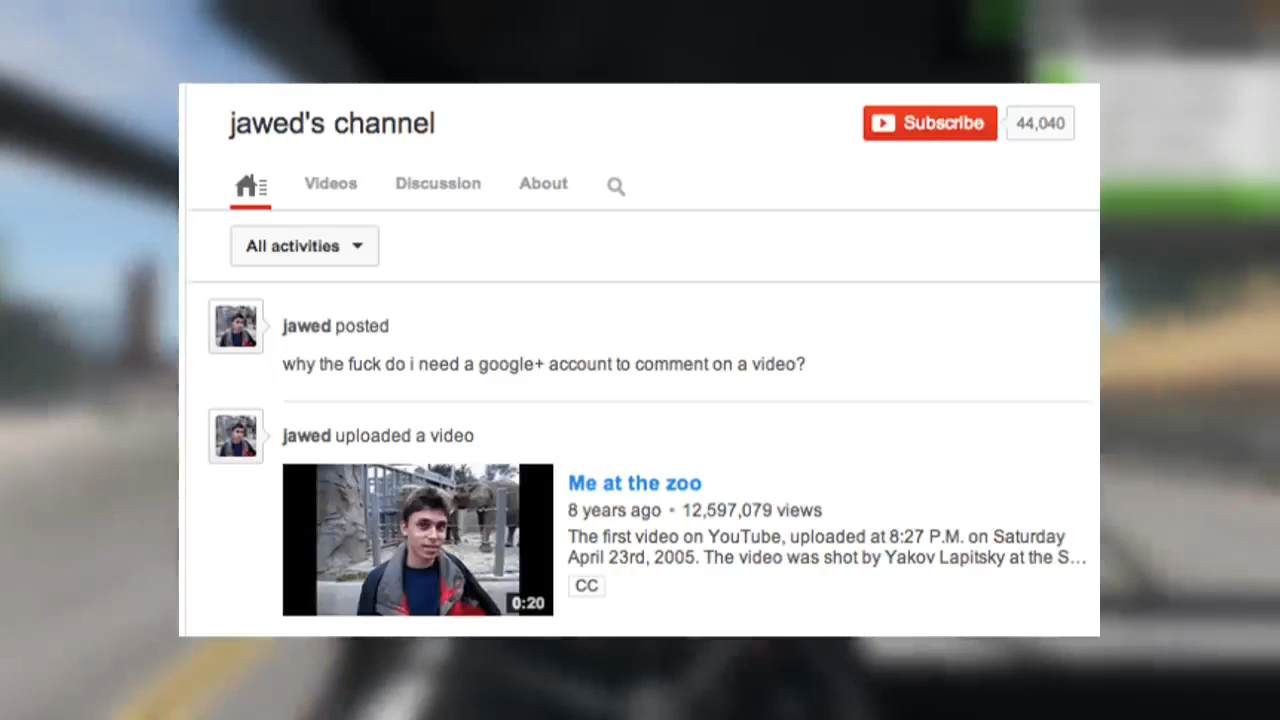 jawed's channel
Subscribe
44,040
Videos
Discussion
About
All activities
jawed posted
why the fuck do i need a google+ account to comment on a video?
jawed uploaded a video
0:20
Me at the zoo
8 years ago • 12,597,079 views
The first video on YouTube, uploaded at 8:27 P.M. on Saturday
April 23rd, 2005. The video was shot by Yakov Lapitsky at the S...
CC